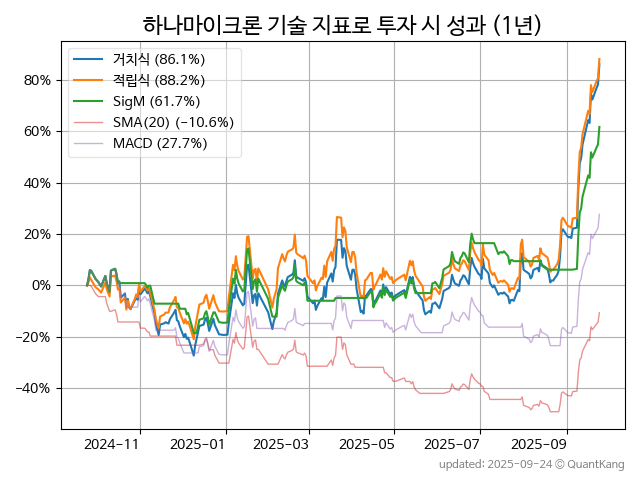 하나마이크론 기술 지표로 투자 시 성과 (1년)
거치식 (86.1%)
적립식 (88.2%)
SigM (61.7%)
SMA(20) (−10.6%)
MACD (27.7%)
80%
60%
40%
20%
0%
−20%
−40%
2024−11 2025−01 2025−03 2025−05 2025−07 2025−09
updated: 2025-09-24 © QuantKang